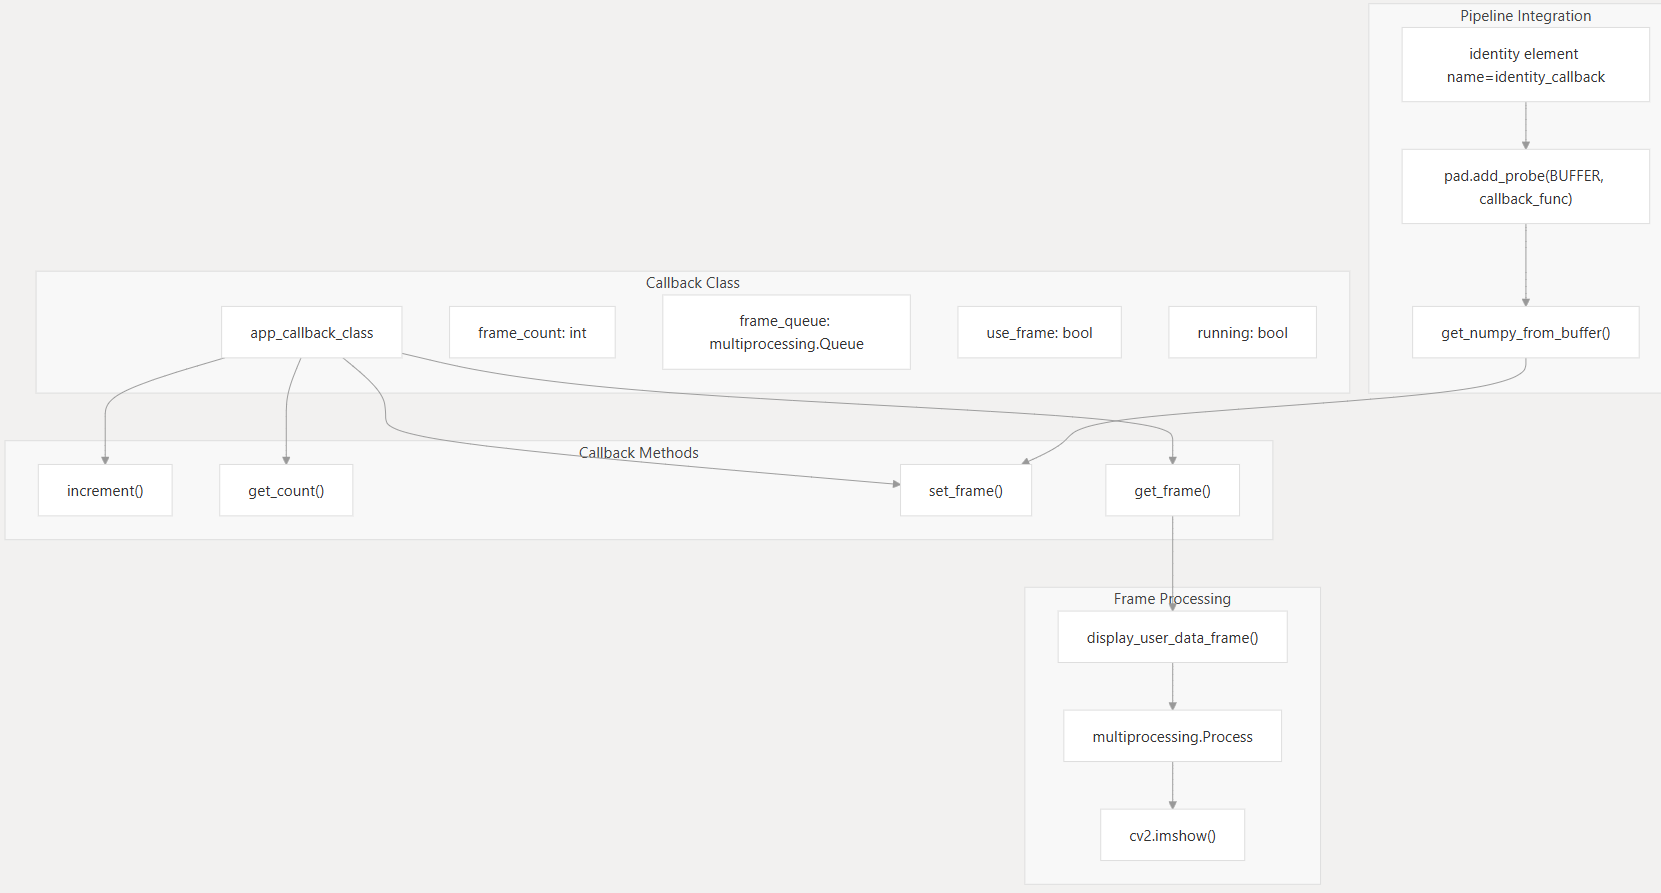 Pipeline Integration
identity element
name=identity_callback
pad.add_probe(BUFFER,
callback_func)
get_numpy_from_buffer()
Callback Class
app_callback_class
frame_count: int
frame_queue:
multiprocessing.Queue
use_frame: bool
running: bool
Callback Methods
increment()
get_count()
set_frame()
get_frame()
Frame Processing
display_user_data_frame()
multiprocessing.Process
cv2.imshow()